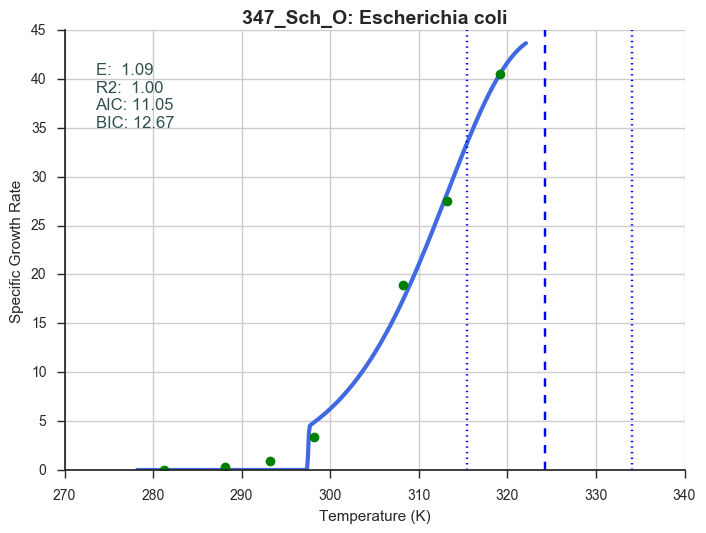 347_Sch_O: Escherichia coli
45
40
35
30
25
20
15
10
5
0
E:  1.09
R2:  1.00
AIC: 11.05
BIC: 12.67
Specific Growth Rate
270 280 290 300 310 320 330 340
Temperature (K)